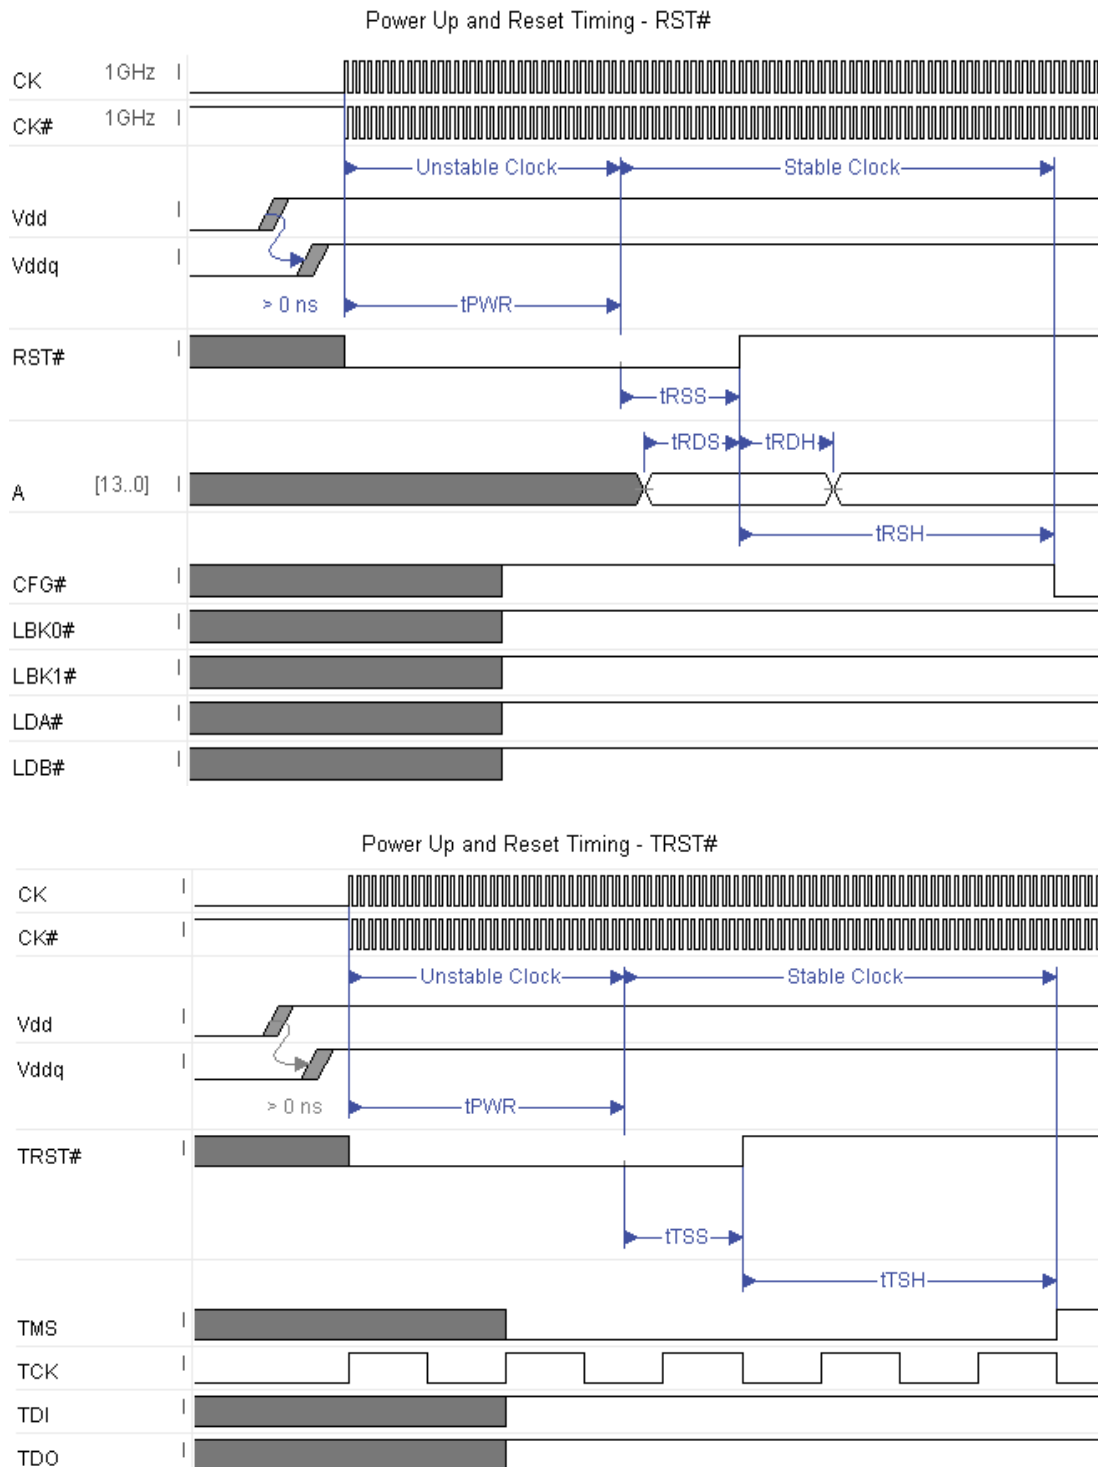 Power Up and Reset Timing - RST#
CK 1GHz
CK# 1GHz
Unstable Clock Stable Clock
Vdd
Vddq
> 0 ns tPWR
RST#
tRSS
tRDS tRDH
A [13..0]
tRSH
CFG#
LBK0#
LBK1#
LDA#
LDB#
Power Up and Reset Timing - TRST#
CK
CK#
Unstable Clock Stable Clock
Vdd
Vddq
> 0 ns tPWR
TRST#
tTSS
tTSH
TMS
TCK
TDI
TDO